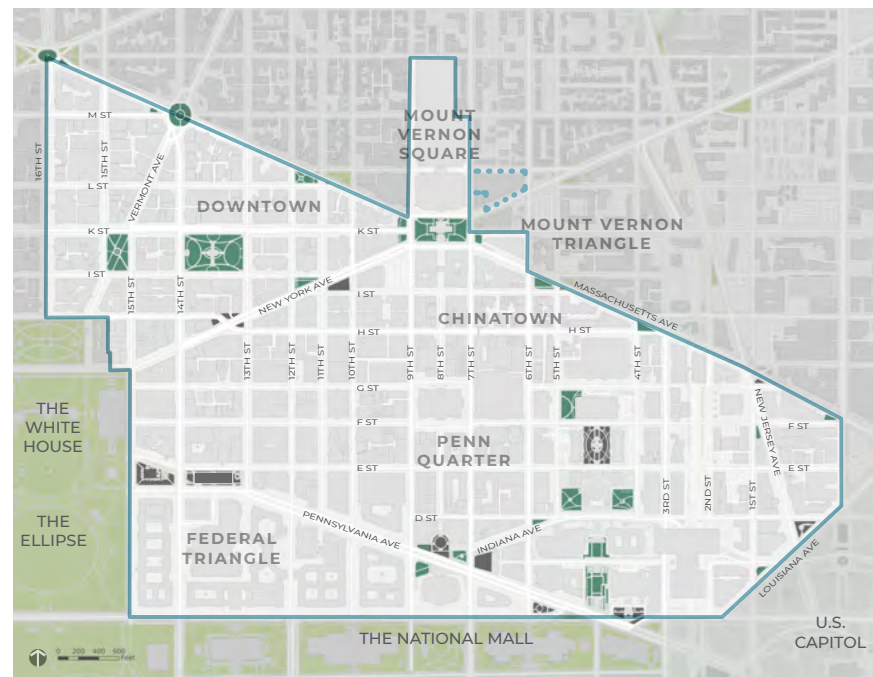 MOUNT
VERNON
SQUARE
M ST
16TH ST
15TH ST
VERMONT AVE
L ST
DOWNTOWN
K ST
K ST
MOUNT VERNON
TRIANGLE
I ST
15TH ST
14TH ST
NEW YORK AVE
I ST
MASSACHUSETTS AVE
CHINATOWN
H ST
H ST
13TH ST
12TH ST
11TH ST
10TH ST
9TH ST
8TH ST
7TH ST
6TH ST
5TH ST
4TH ST
G ST
THE
WHITE
HOUSE
F ST
NEW JERSEY AVE
F ST
PENN
QUARTER
E ST
E ST
3RD ST
2ND ST
1ST ST
THE
ELLIPSE
PENNSYLVANIA AVE
D ST
FEDERAL
TRIANGLE
INDIANA AVE
LOUISIANA AVE
THE NATIONAL MALL
U.S.
CAPITOL
0 200 400 600
Feet